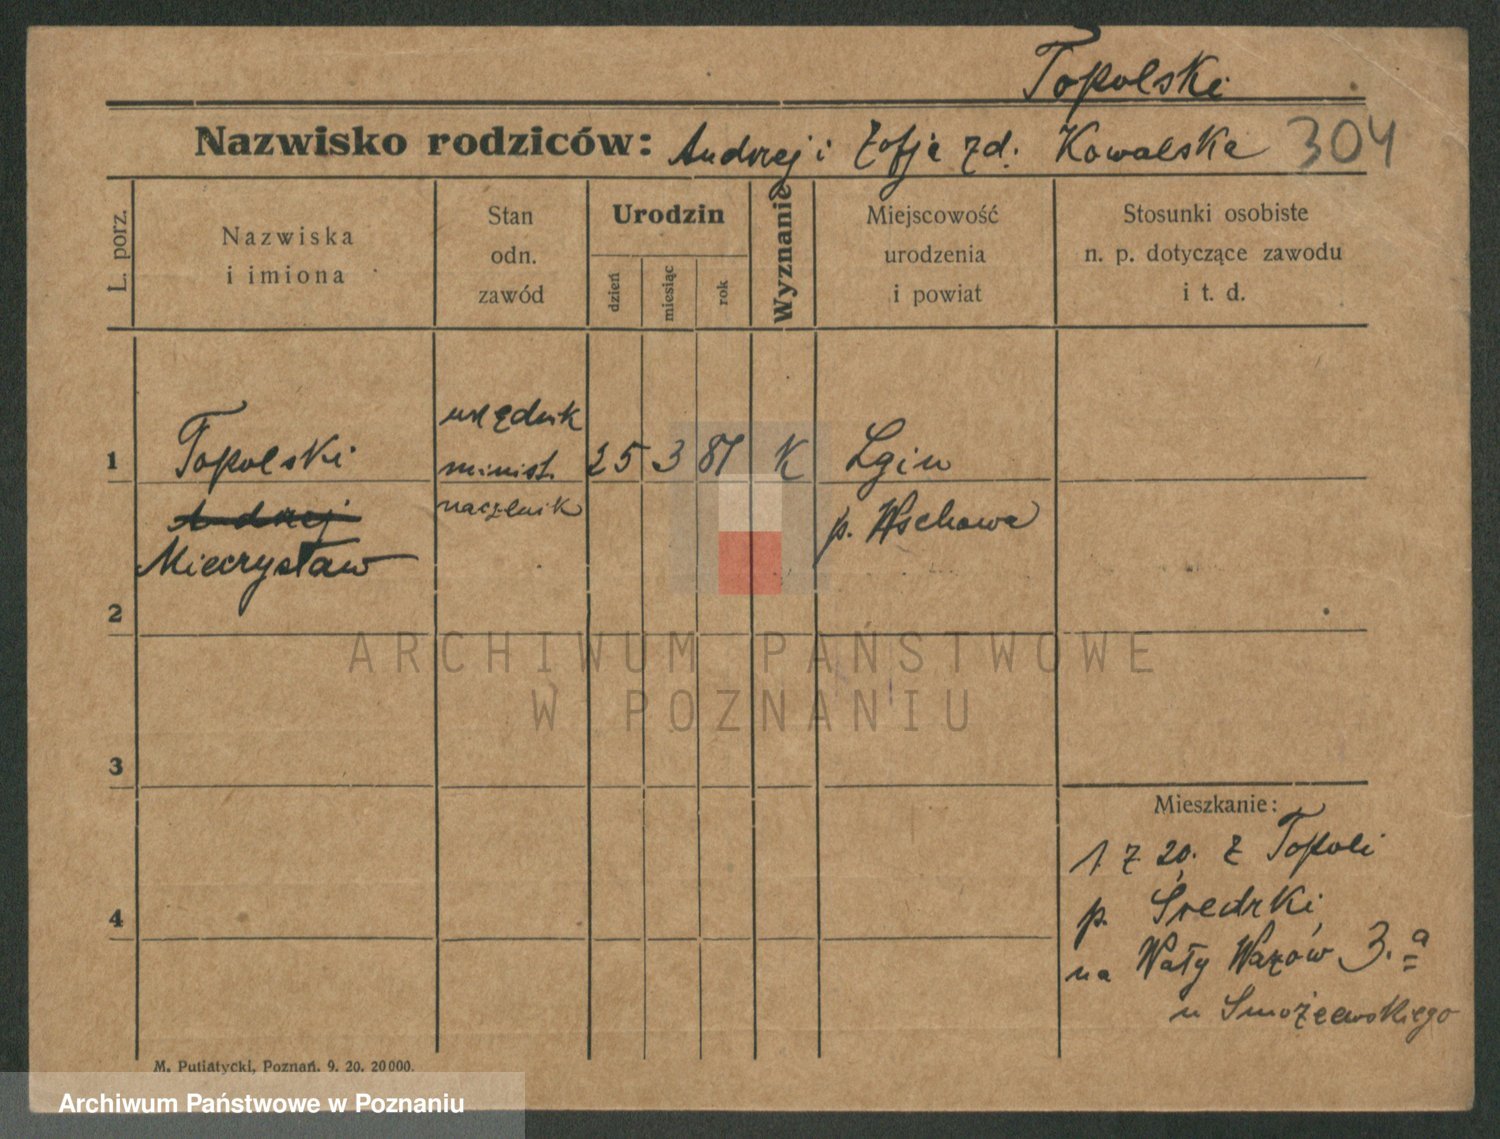 Topolski
Nazwisko rodziców: Andrzej i Zofja zd. Kowalska 304
L. porz.
Nazwiska
i imiona
Stan
odn.
zawód
Urodzin
dzień
miesiąc
rok
Wyznanie
Miejscowość
urodzenia
i powiat
Stosunki osobiste
n. p. dotyczące zawodu
i t. d.
1
Topolski
Andrzej
Mieczysław
urzędnik
minist.
naczelnik
25 3 87 K
Lgin
p. Wschowa
2
3
4
Mieszkanie:
1. 7 20. z Topoli
p. Średzki
na Wały Wazów 3.a
u
M. Putiatycki, Poznań. 9. 20. 20000.
ARCHIWUM PAŃSTWOWE
W POZNANIU
Archiwum Państwowe w Poznaniu